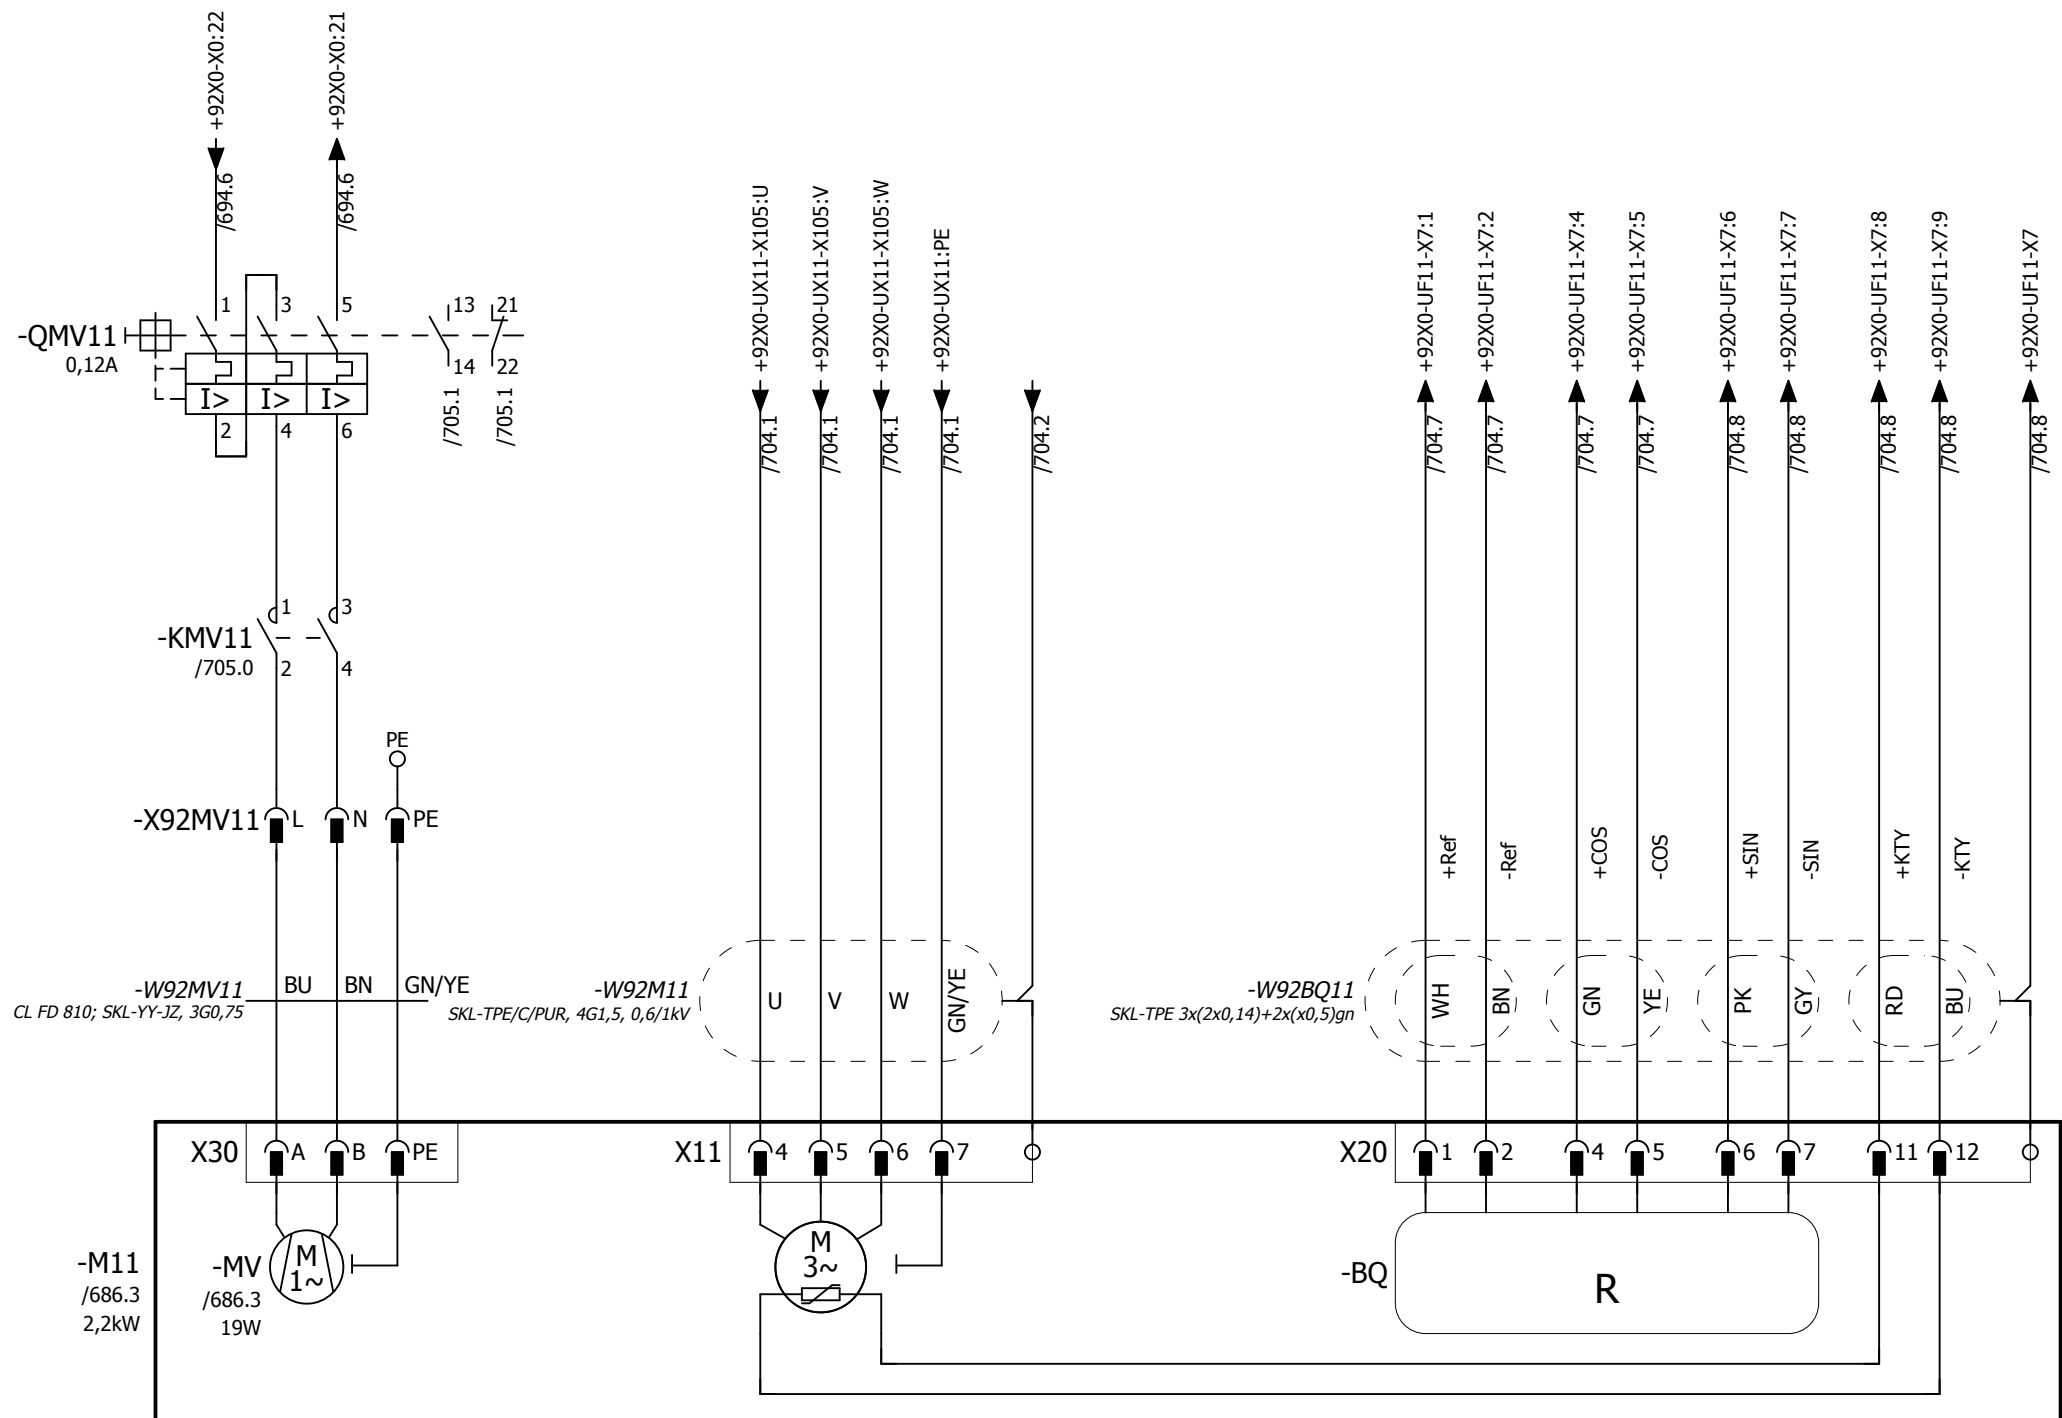 +92X0-X0:22
+92X0-X0:21
/694.6
/694.6
+92X0-UX11-X105:U
+92X0-UX11-X105:V
+92X0-UX11-X105:W
+92X0-UX11:PE
+92X0-UF11-X7:1
+92X0-UF11-X7:2
+92X0-UF11-X7:4
+92X0-UF11-X7:5
+92X0-UF11-X7:6
+92X0-UF11-X7:7
+92X0-UF11-X7:8
+92X0-UF11-X7:9
+92X0-UF11-X7
1 3 5 13 21
-QMV11
0,12A
14 22
I> I> I>
2 4 6
/705.1
/705.1
/704.1
/704.1
/704.1
/704.1
/704.2
/704.7
/704.7
/704.7
/704.7
/704.8
/704.8
/704.8
/704.8
/704.8
1 3
-KMV11
/705.0
2 4
PE
-X92MV11 L N PE
+Ref
-Ref
+COS
-COS
+SIN
-SIN
+KTY
-KTY
-W92MV11
CL FD 810; SKL-YY-JZ, 3G0,75
BU BN GN/YE
-W92M11
SKL-TPE/C/PUR, 4G1,5, 0,6/1kV
U V W GN/YE
-W92BQ11
SKL-TPE 3x(2x0,14)+2x(x0,5)gn
WH BN GN YE PK GY RD BU
X30 A B PE
X11 4 5 6 7
X20 1 2 4 5 6 7 11 12
-M11
/686.3
2,2kW
-MV
/686.3
19W
M
1~
M
3~
-BQ
R